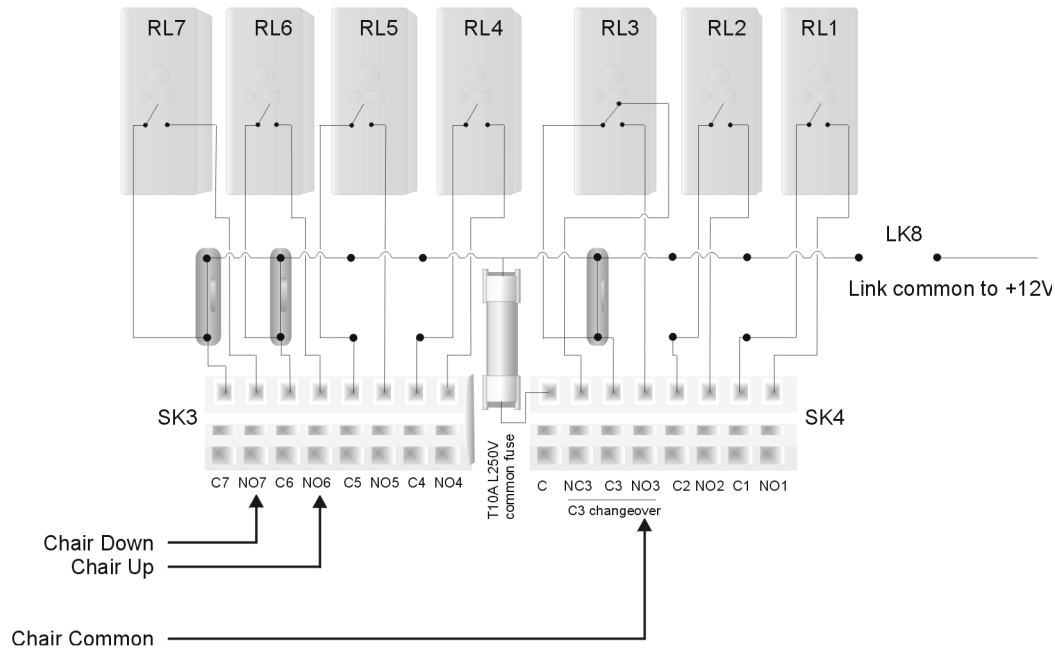 RL7 RL6 RL5 RL4 RL3 RL2 RL1
LK8
Link common to +12V
SK3
SK4
T10A L250V
common fuse
C7 NO7 C6 NO6 C5 NO5 C4 NO4
C NC3 C3 NO3 C2 NO2 C1 NO1
C3 changeover
Chair Down
Chair Up
Chair Common